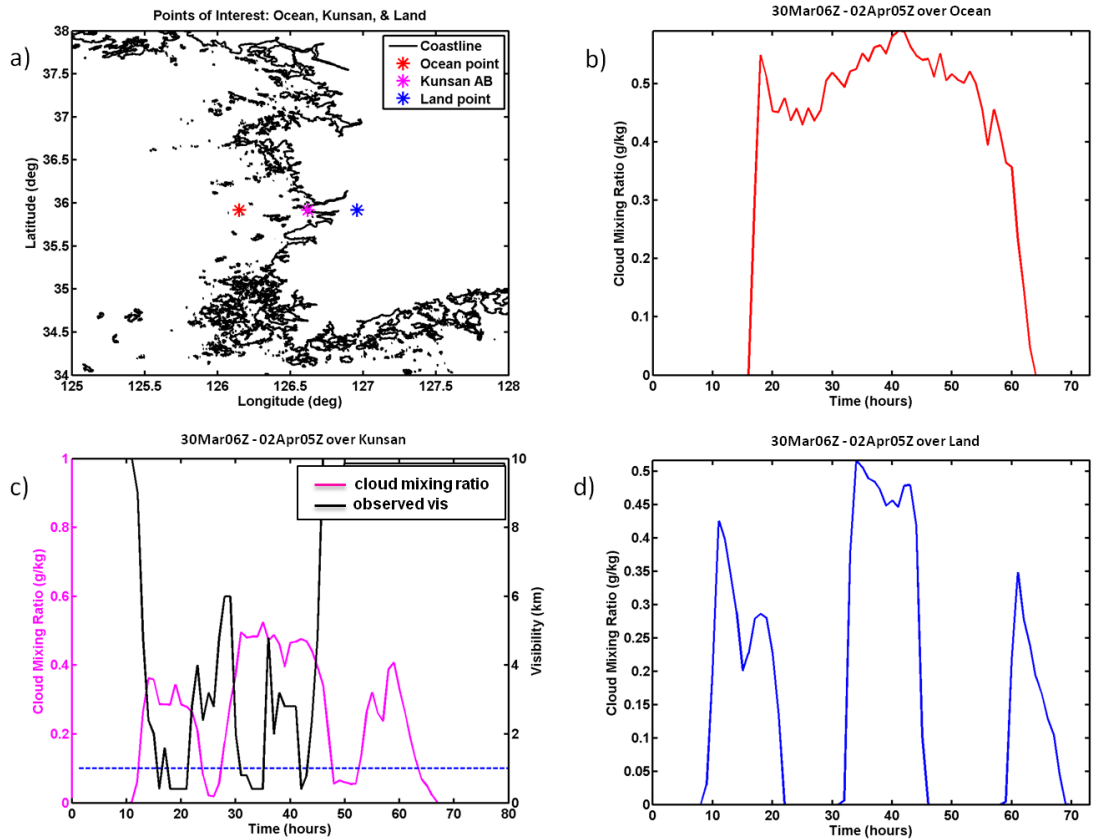 a)
Points of Interest: Ocean, Kunsan, & Land
Coastline
Ocean point
Kunsan AB
Land point
38
37.5
37
36.5
36
35.5
35
34.5
34
Latitude (deg)
125 125.5 126 126.5 127 127.5 128
Longitude (deg)
b)
30Mar06Z - 02Apr05Z over Ocean
0.5
0.4
0.3
0.2
0.1
0
Cloud Mixing Ratio (g/kg)
0 10 20 30 40 50 60 70
Time (hours)
c)
30Mar06Z - 02Apr05Z over Kunsan
cloud mixing ratio
observed vis
1
0.8
0.6
0.4
0.2
0
Cloud Mixing Ratio (g/kg)
10
8
6
4
2
0
Visibility (km)
0 10 20 30 40 50 60 70 80
Time (hours)
d)
30Mar06Z - 02Apr05Z over Land
0.5
0.45
0.4
0.35
0.3
0.25
0.2
0.15
0.1
0.05
0
Cloud Mixing Ratio (g/kg)
0 10 20 30 40 50 60 70
Time (hours)